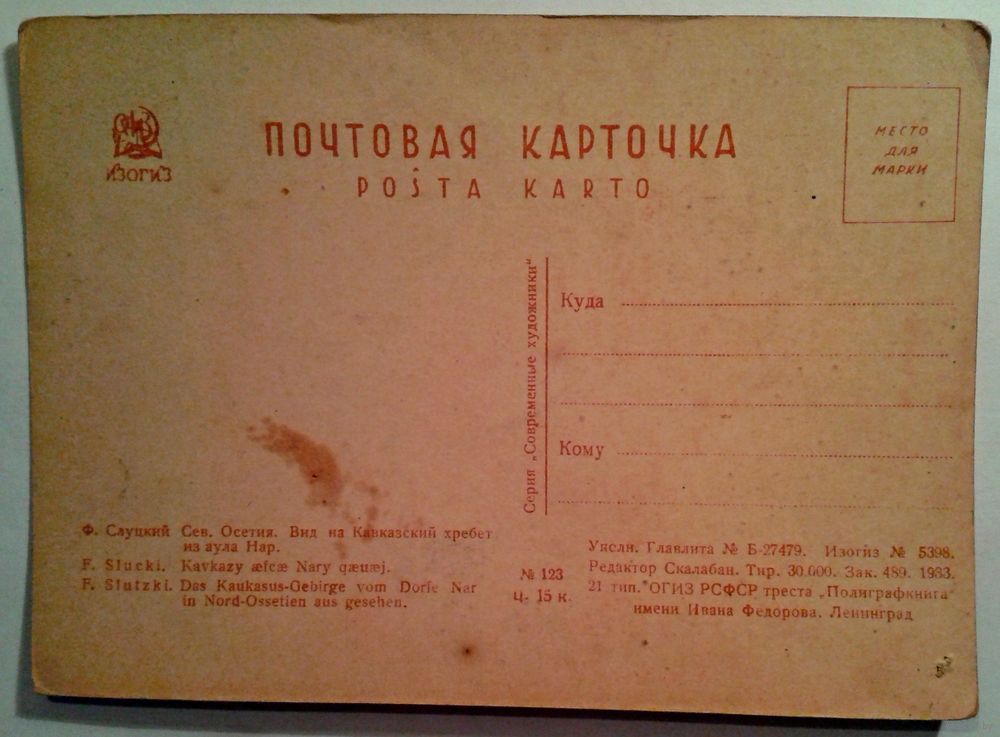 ИЗОГИЗ
ПОЧТОВАЯ КАРТОЧКА
POŜTA KARTO
МЕСТО
ДЛЯ
МАРКИ
Серия „Современные художники“
Куда
Кому
Ф. Слуцкий Сев. Осетия. Вид на Кавказский хребет
из аула Нар.
F. Slucki. Kavkazy æfcæ Nary qæuæj.
F. Slutzki. Das Kaukasus-Gebirge vom Dorfe Nar
in Nord-Ossetien aus gesehen.
№ 123
Ц. 15 к.
Главлита № Б-27479. Изогиз № 5398.
Редактор Скалабан. Тир. 30.000. Зак. 489. 1933.
21 тип. ОГИЗ РСФСР треста „Полиграфкнига“
имени Ивана Федорова. Ленинград